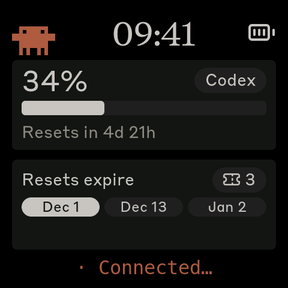 09:41
34% Codex
Resets in 4d 21h
Resets expire 3
Dec 1 Dec 13 Jan 2
· Connected…